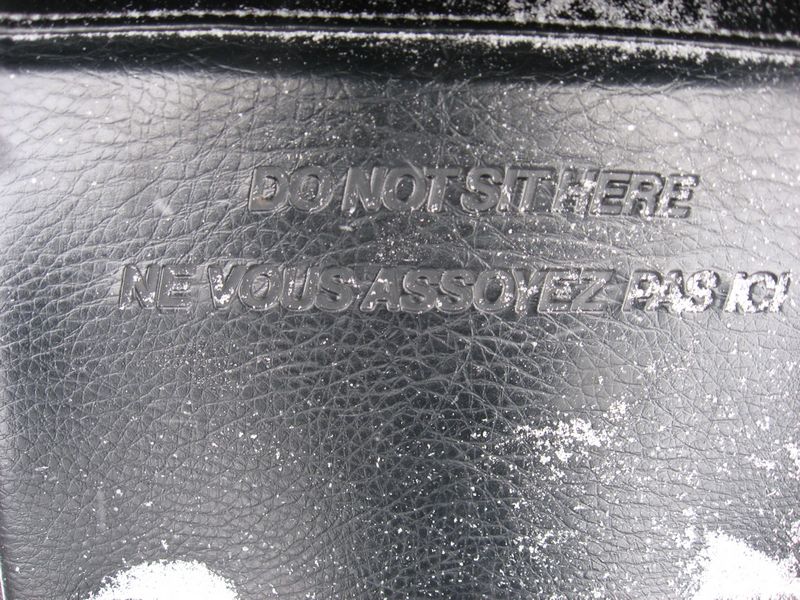 DO NOT SIT HERE
NE VOUS ASSOYEZ PAS ICI